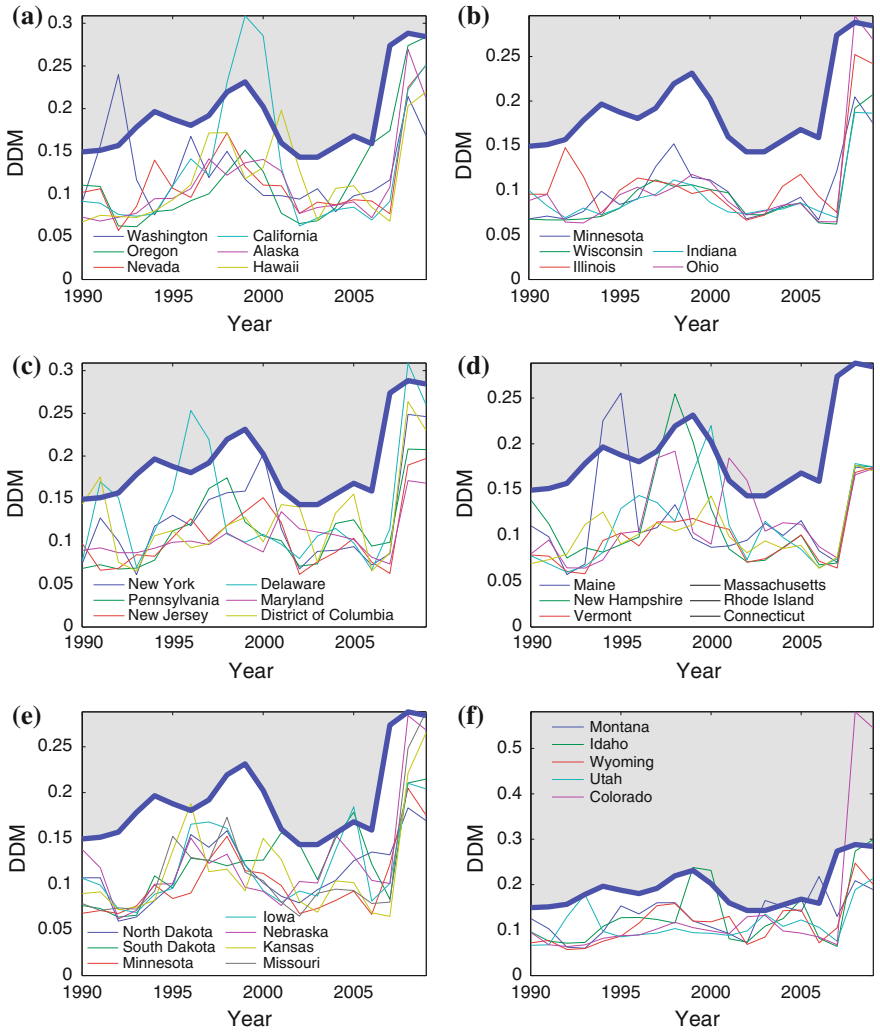 (a)
DDM
0.3
0.25
0.2
0.15
0.1
0.05
0
Washington California
Oregon Alaska
Nevada Hawaii
1990 1995 2000 2005
Year
(b)
DDM
0.25
0.2
0.15
0.1
0.05
0
Minnesota
Wisconsin Indiana
Illinois Ohio
1990 1995 2000 2005
Year
(c)
DDM
0.3
0.25
0.2
0.15
0.1
0.05
0
New York Delaware
Pennsylvania Maryland
New Jersey District of Columbia
1990 1995 2000 2005
Year
(d)
DDM
0.25
0.2
0.15
0.1
0.05
0
Maine Massachusetts
New Hampshire Rhode Island
Vermont Connecticut
1990 1995 2000 2005
Year
(e)
DDM
0.25
0.2
0.15
0.1
0.05
0
Iowa
North Dakota Nebraska
South Dakota Kansas
Minnesota Missouri
1990 1995 2000 2005
Year
(f)
DDM
0.5
0.4
0.3
0.2
0.1
0
Montana
Idaho
Wyoming
Utah
Colorado
1990 1995 2000 2005
Year